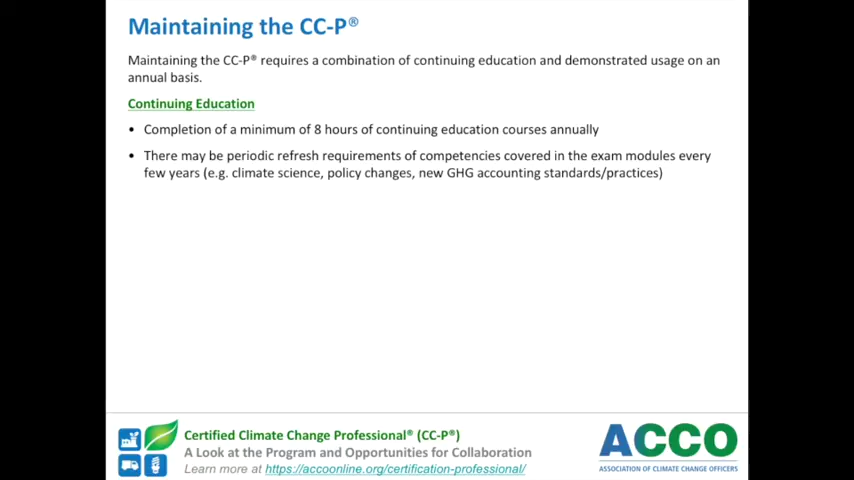 Maintaining the CC-P®
Maintaining the CC-P® requires a combination of continuing education and demonstrated usage on an
annual basis.
Continuing Education
• Completion of a minimum of 8 hours of continuing education courses annually
• There may be periodic refresh requirements of competencies covered in the exam modules every
few years (e.g. climate science, policy changes, new GHG accounting standards/practices)
Certified Climate Change Professional® (CC-P®)
A Look at the Program and Opportunities for Collaboration
Learn more at https://accoonline.org/certification-professional/
ACCO
ASSOCIATION OF CLIMATE CHANGE OFFICERS